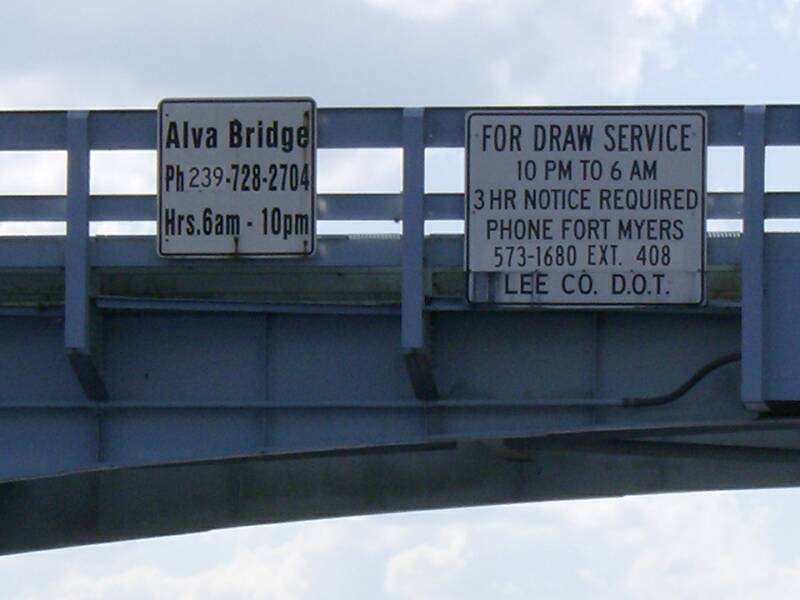 Alva Bridge
Ph 239-728-2704
Hrs.6am - 10pm
FOR DRAW SERVICE
10 PM TO 6 AM
3 HR NOTICE REQUIRED
PHONE FORT MYERS
573-1680 EXT. 408
LEE CO. D.O.T.